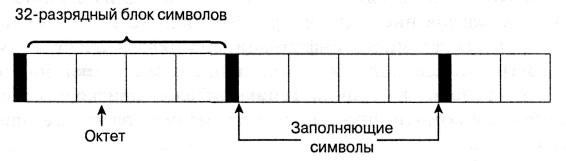 32-разрядный блок символов
Октет
Заполняющие
символы